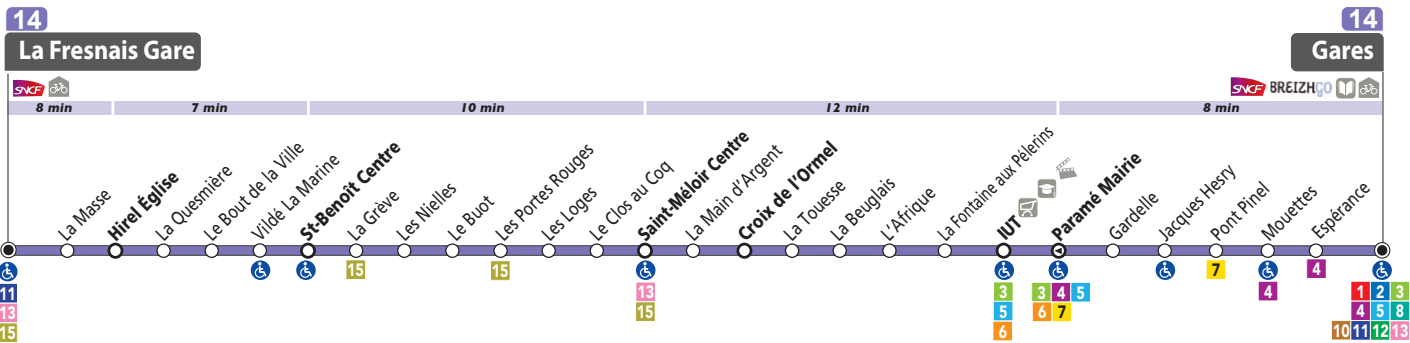 14
14
La Fresnais Gare
Gares
SNCF
SNCF BREIZHGO
8 min 7 min 10 min 12 min 8 min
La Masse
Hirel Église
La Quesmière
Le Bout de la Ville
Vildé La Marine
St-Benoît Centre
La Grève
Les Nielles
Le Buot
Les Portes Rouges
Les Loges
Le Clos au Coq
Saint-Méloir Centre
La Main d'Argent
Croix de l'Ormel
La Touesse
La Beuglais
L'Afrique
La Fontaine aux Pélerins
IUT
Paramé Mairie
Gardelle
Jacques Hesry
Pont Pinel
Mouettes
Espérance
11
13
15
15
15
13
15
3
5
6
3 4 5
6 7
7
4
4
1 2 3
4 5 8
10 11 12 13